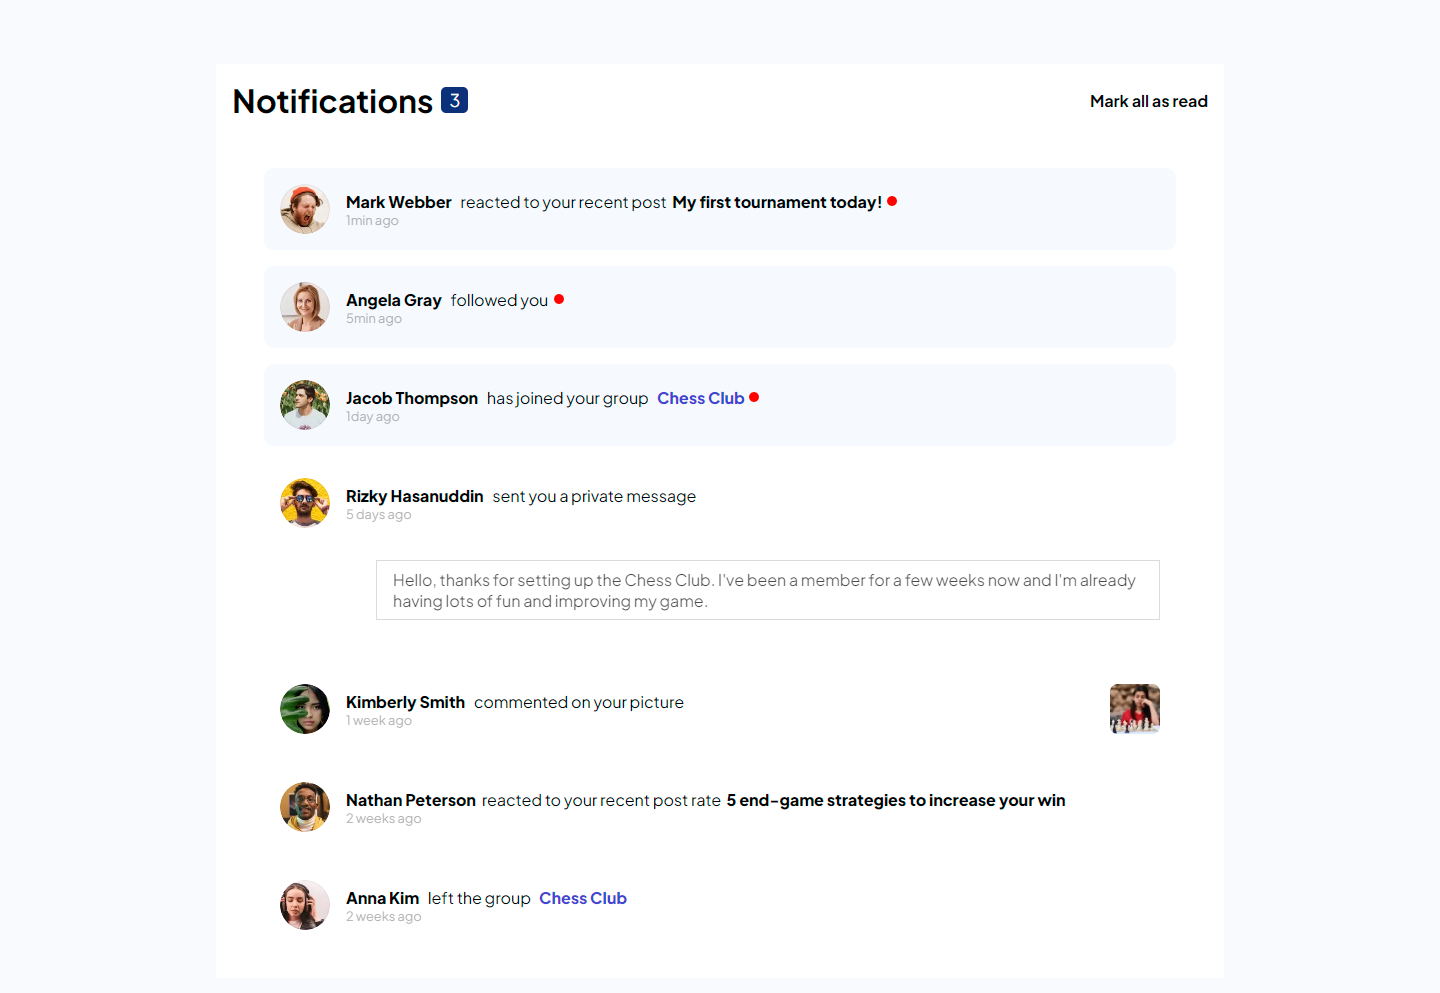 Notifications 3
Mark all as read
Mark Webber reacted to your recent post My first tournament today!
1min ago
Angela Gray followed you
5min ago
Jacob Thompson has joined your group Chess Club
1day ago
Rizky Hasanuddin sent you a private message
5 days ago
Hello, thanks for setting up the Chess Club. I've been a member for a few weeks now and I'm already
having lots of fun and improving my game.
Kimberly Smith commented on your picture
1 week ago
Nathan Peterson reacted to your recent post rate 5 end-game strategies to increase your win
2 weeks ago
Anna Kim left the group Chess Club
2 weeks ago